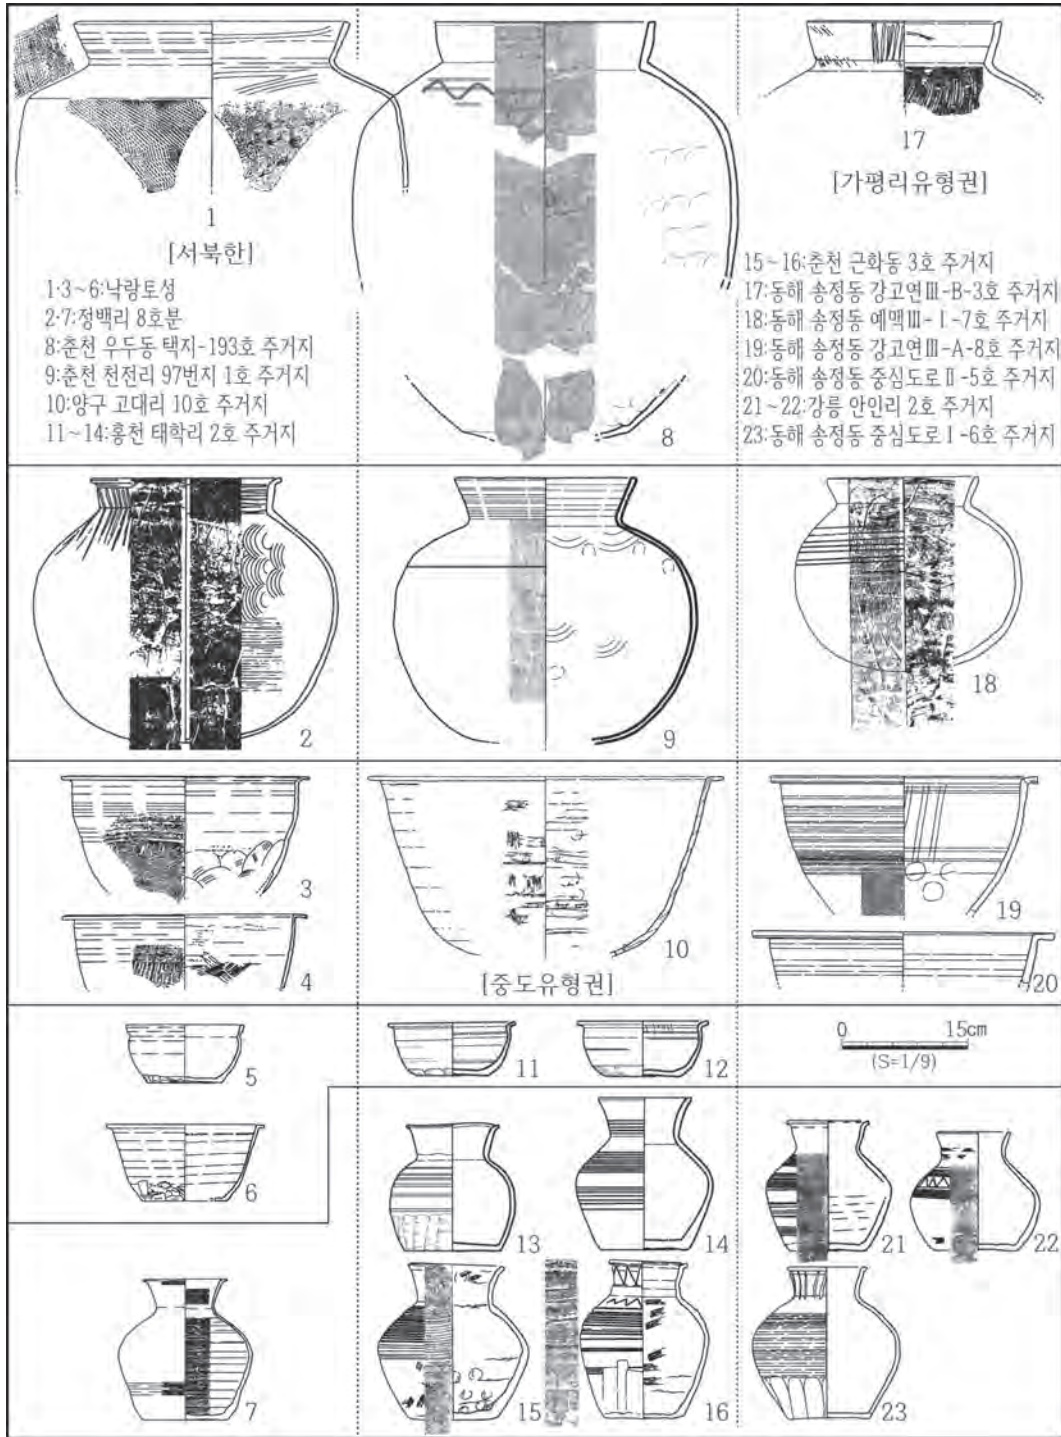 1
[서북한]
1·3~6:낙랑토성
2·7:정백리 8호분
8:춘천 우두동 택지-193호 주거지
9:춘천 천전리 97번지 1호 주거지
10:양구 고대리 10호 주거지
11~14:홍천 태학리 2호 주거지
8
17
[가평리유형권]
15~16:춘천 근화동 3호 주거지
17:동해 송정동 강고연Ⅲ-B-3호 주거지
18:동해 송정동 예맥Ⅲ-Ⅰ-7호 주거지
19:동해 송정동 강고연Ⅲ-A-8호 주거지
20:동해 송정동 중심도로Ⅱ-5호 주거지
21~22:강릉 안인리 2호 주거지
23:동해 송정동 중심도로Ⅰ-6호 주거지
2
9
18
3
4
10
[중도유형권]
19
20
5
6
11
12
0 15cm
(S=1/9)
13
14
21
22
7
15
16
23